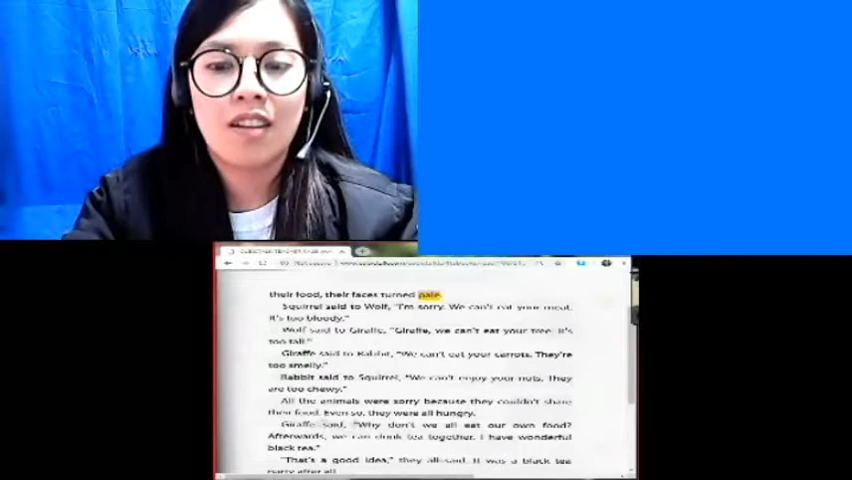 their food, their faces turned pale.
Squirrel said to Wolf, "I'm sorry. We can't eat your meat.
It's too bloody."
Wolf said to Giraffe, "Giraffe, we can't eat your tree. It's
too tall."
Giraffe said to Rabbit, "We can't eat your carrots. They're
too smelly."
Rabbit said to Squirrel, "We can't enjoy your nuts. They
are too chewy."
All the animals were sorry because they couldn't share
their food. Even so, they were all hungry.
Giraffe said, "Why don't we all eat our own food?
Afterwards, we can drink tea together. I have wonderful
black tea."
"That's a good idea," they all said. It was a black tea
party after all